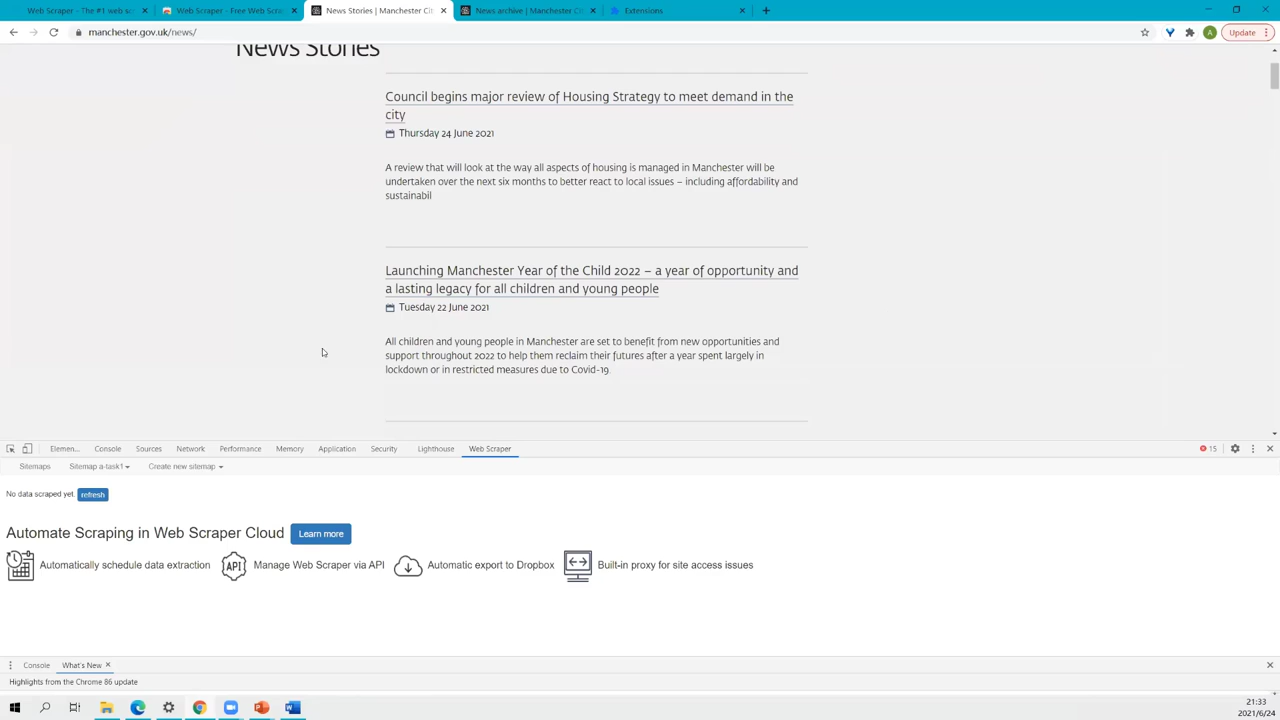 Web Scraper - The #1 web sc
Web Scraper - Free Web Scra
News Stories | Manchester Cit
News archive | Manchester Ci
Extensions
manchester.gov.uk/news/
A
Update
News Stories
Council begins major review of Housing Strategy to meet demand in the
city
Thursday 24 June 2021
A review that will look at the way all aspects of housing is managed in Manchester will be
undertaken over the next six months to better react to local issues – including affordability and
sustainabil
Launching Manchester Year of the Child 2022 – a year of opportunity and
a lasting legacy for all children and young people
Tuesday 22 June 2021
All children and young people in Manchester are set to benefit from new opportunities and
support throughout 2022 to help them reclaim their futures after a year spent largely in
lockdown or in restricted measures due to Covid-19.
Elemen... Console Sources Network Performance Memory Application Security Lighthouse Web Scraper 15
Sitemaps Sitemap a-task1 Create new sitemap
No data scraped yet refresh
Automate Scraping in Web Scraper Cloud Learn more
Automatically schedule data extraction API Manage Web Scraper via API Automatic export to Dropbox Built-in proxy for site access issues
Console What's New
Highlights from the Chrome 86 update
21:33
2021/6/24